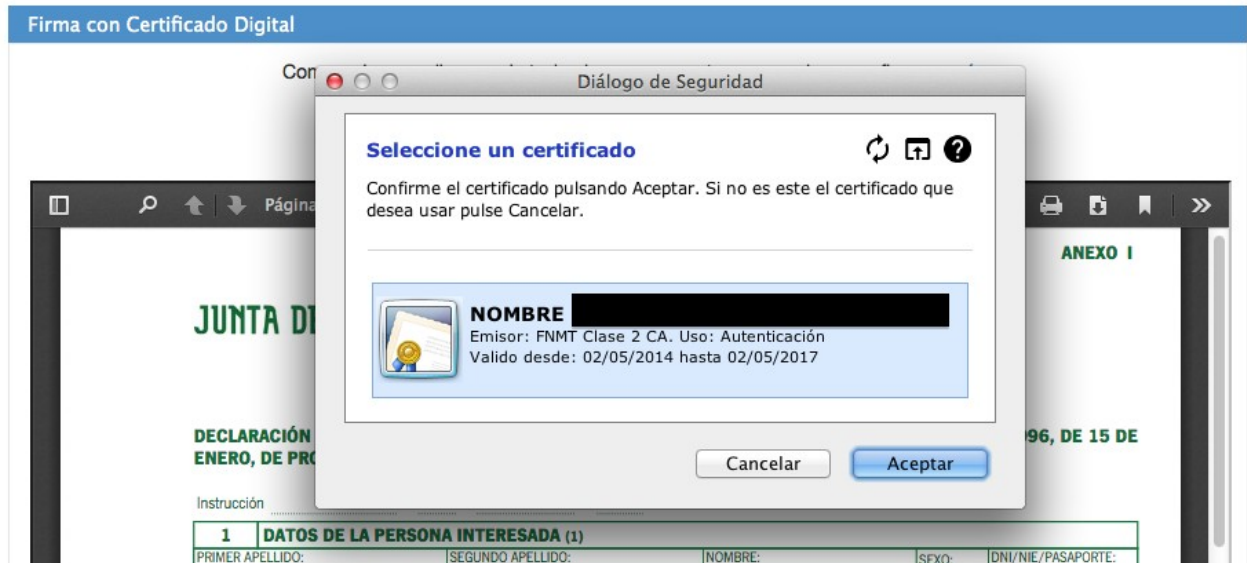 Firma con Certificado Digital
Diálogo de Seguridad
Seleccione un certificado
Confirme el certificado pulsando Aceptar. Si no es este el certificado que
desea usar pulse Cancelar.
Página
ANEXO I
JUNTA DE
NOMBRE
Emisor: FNMT Clase 2 CA. Uso: Autenticación
Valido desde: 02/05/2014 hasta 02/05/2017
DECLARACIÓN
96, DE 15 DE
ENERO, DE
Cancelar
Aceptar
Instrucción
1 DATOS DE LA PERSONA INTERESADA (1)
PRIMER APELLIDO: SEGUNDO APELLIDO: NOMBRE: SEXO: DNI/NIE/PASAPORTE: